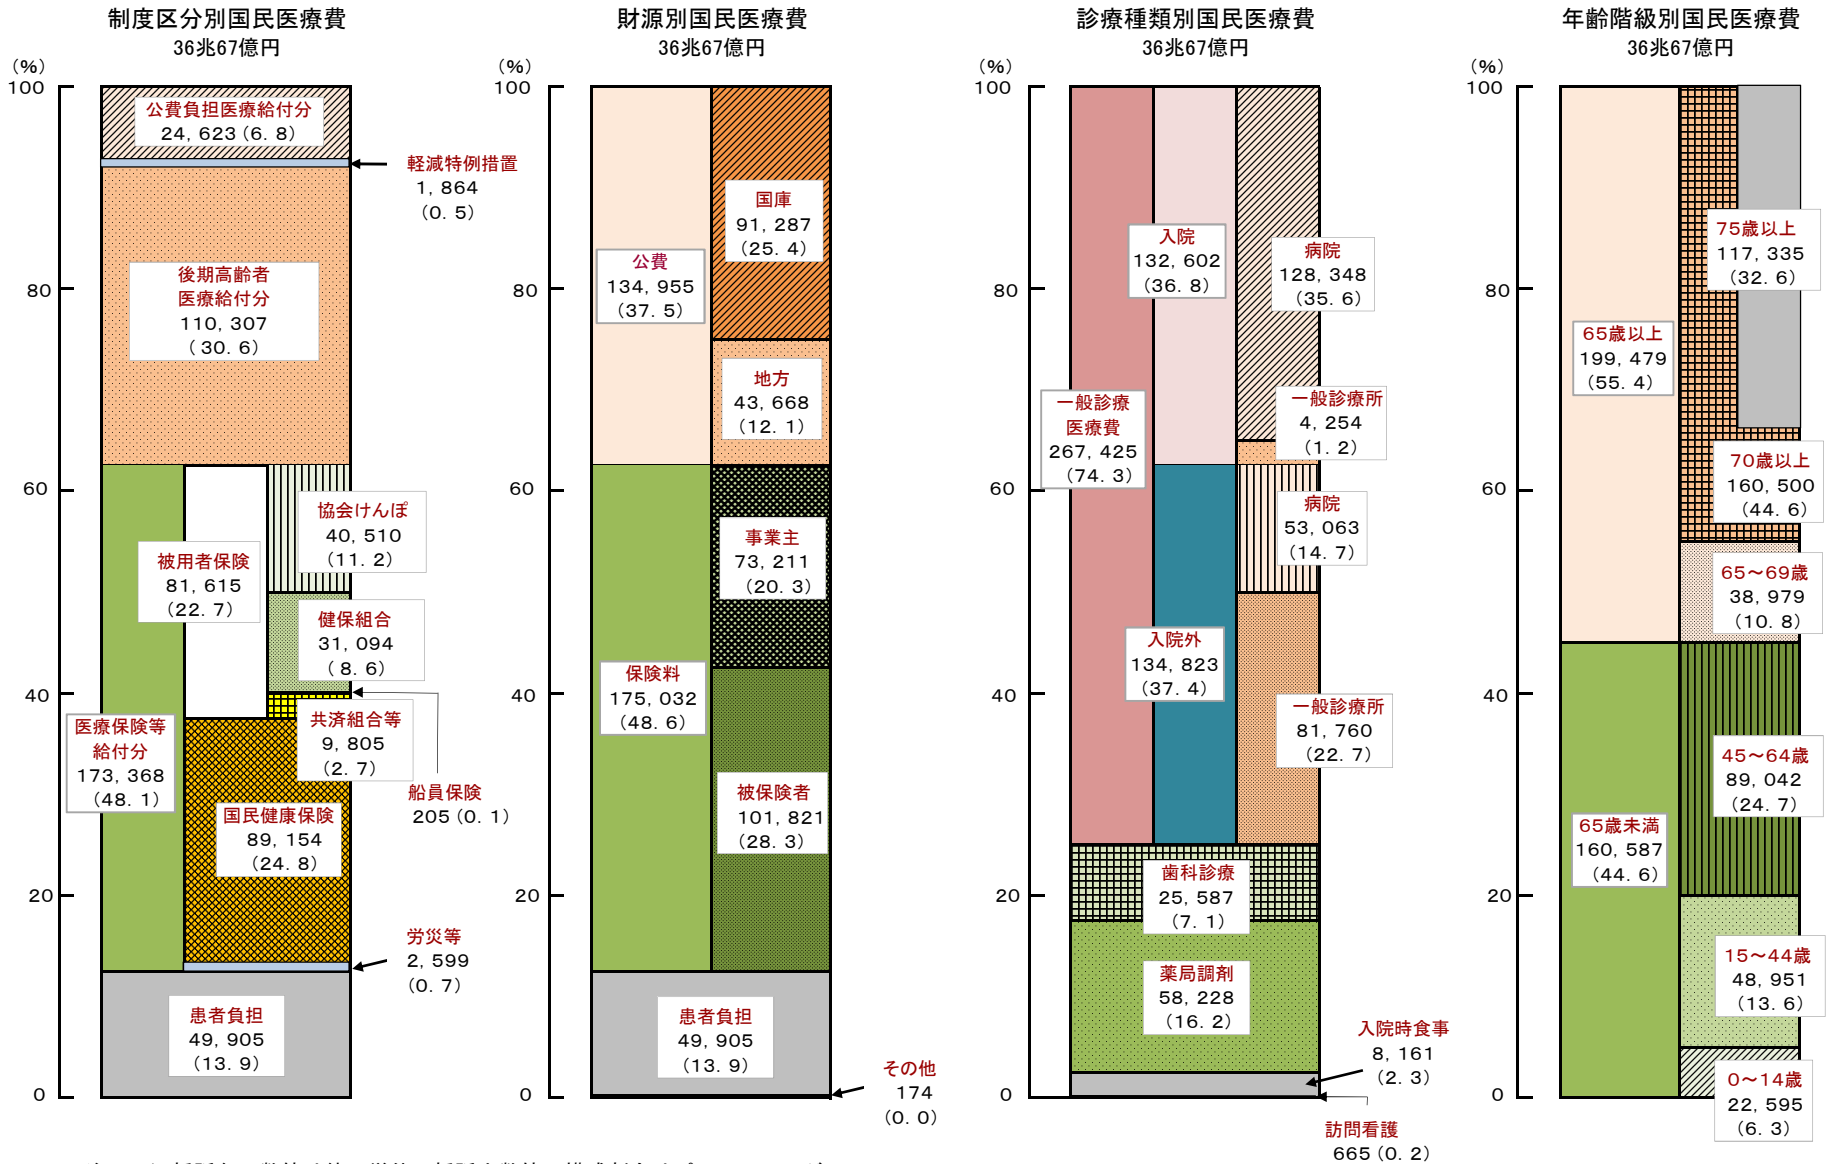 制度区分別国民医療費
36兆67億円
(%)
100
80
60
40
20
0
公費負担医療給付分
24,623(6.8)
軽減特例措置
1,864
(0.5)
後期高齢者
医療給付分
110,307
(30.6)
協会けんぽ
40,510
(11.2)
被用者保険
81,615
(22.7)
健保組合
31,094
(8.6)
医療保険等
給付分
173,368
(48.1)
共済組合等
9,805
(2.7)
船員保険
205(0.1)
国民健康保険
89,154
(24.8)
労災等
2,599
(0.7)
患者負担
49,905
(13.9)
財源別国民医療費
36兆67億円
(%)
100
80
60
40
20
0
公費
134,955
(37.5)
国庫
91,287
(25.4)
地方
43,668
(12.1)
保険料
175,032
(48.6)
事業主
73,211
(20.3)
被保険者
101,821
(28.3)
患者負担
49,905
(13.9)
その他
174
(0.0)
診療種類別国民医療費
36兆67億円
(%)
100
80
60
40
20
0
一般診療
医療費
267,425
(74.3)
入院
132,602
(36.8)
病院
128,348
(35.6)
一般診療所
4,254
(1.2)
入院外
134,823
(37.4)
病院
53,063
(14.7)
一般診療所
81,760
(22.7)
歯科診療
25,587
(7.1)
薬局調剤
58,228
(16.2)
入院時食事
8,161
(2.3)
訪問看護
665(0.2)
年齢階級別国民医療費
36兆67億円
(%)
100
80
60
40
20
0
65歳以上
199,479
(55.4)
75歳以上
117,335
(32.6)
70歳以上
160,500
(44.6)
65～69歳
38,979
(10.8)
65歳未満
160,587
(44.6)
45～64歳
89,042
(24.7)
15～44歳
48,951
(13.6)
0～14歳
22,595
(6.3)